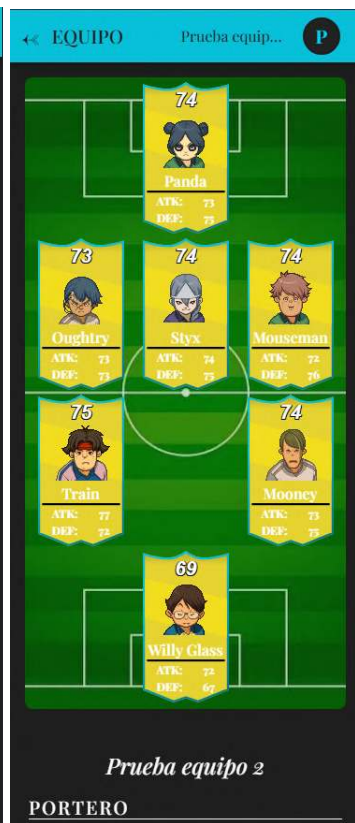 EQUIPO Prueba equip... P
74
Panda
ATK: 73
DEF: 75
73 74 74
Oughtry Styx Mouseman
ATK: 73 ATK: 74 ATK: 72
DEF: 73 DEF: 75 DEF: 76
75 74
Train Mooney
ATK: 77 ATK: 73
DEF: 72 DEF: 75
69
Willy Glass
ATK: 72
DEF: 67
Prueba equipo 2
PORTERO